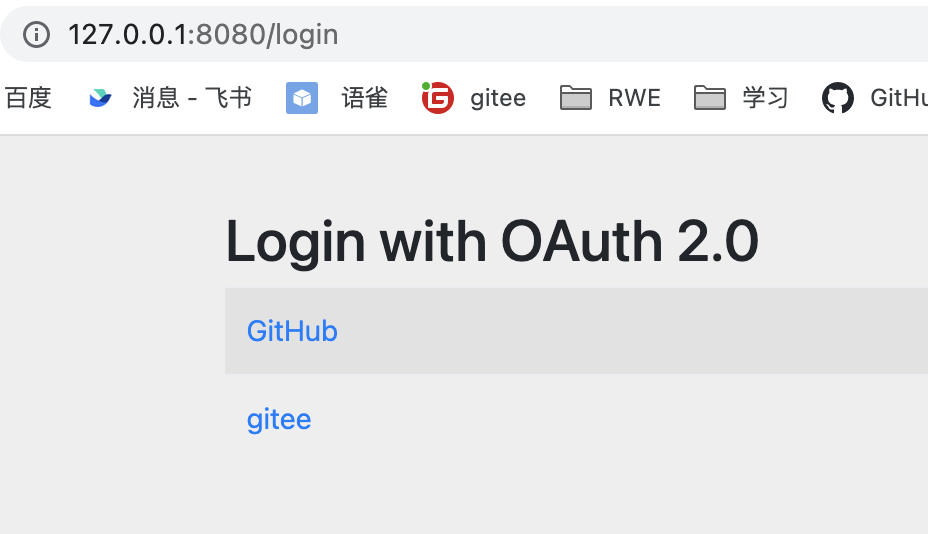 127.0.0.1:8080/login
百度 消息 - 飞书 语雀 G gitee RWE 学习 GitHu
Login with OAuth 2.0
GitHub
gitee